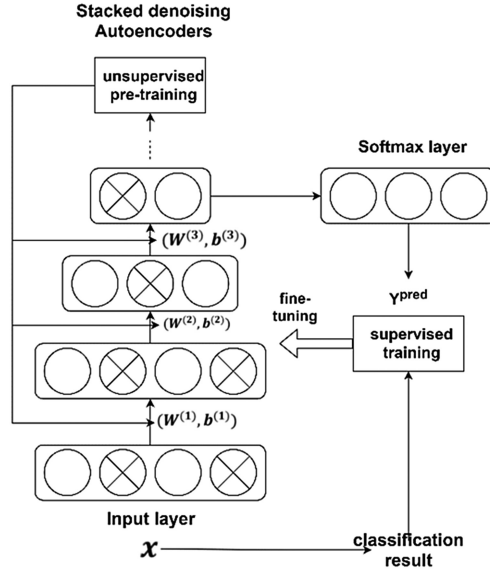 Stacked denoising
Autoencoders
unsupervised
pre-training
Softmax layer
(W^(3), b^(3))
Y^pred
fine-
tuning
(W^(2), b^(2))
supervised
training
(W^(1), b^(1))
Input layer
x
classification
result